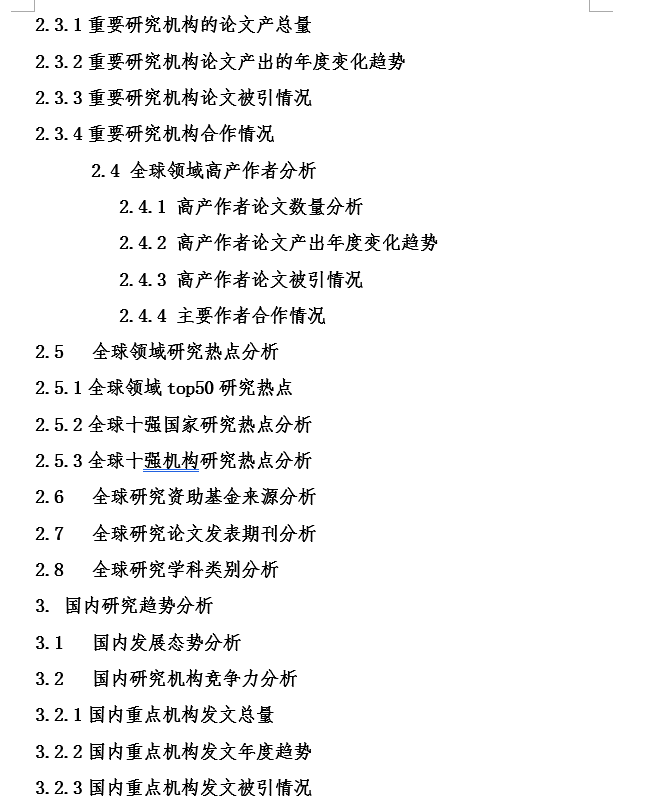 2.3.1重要研究机构的论文产总量
2.3.2重要研究机构论文产出的年度变化趋势
2.3.3重要研究机构论文被引情况
2.3.4重要研究机构合作情况
2.4 全球领域高产作者分析
2.4.1 高产作者论文数量分析
2.4.2 高产作者论文产出年度变化趋势
2.4.3 高产作者论文被引情况
2.4.4 主要作者合作情况
2.5 全球领域研究热点分析
2.5.1全球领域top50研究热点
2.5.2全球十强国家研究热点分析
2.5.3全球十强机构研究热点分析
2.6 全球研究资助基金来源分析
2.7 全球研究论文发表期刊分析
2.8 全球研究学科类别分析
3. 国内研究趋势分析
3.1 国内发展态势分析
3.2 国内研究机构竞争力分析
3.2.1国内重点机构发文总量
3.2.2国内重点机构发文年度趋势
3.2.3国内重点机构发文被引情况